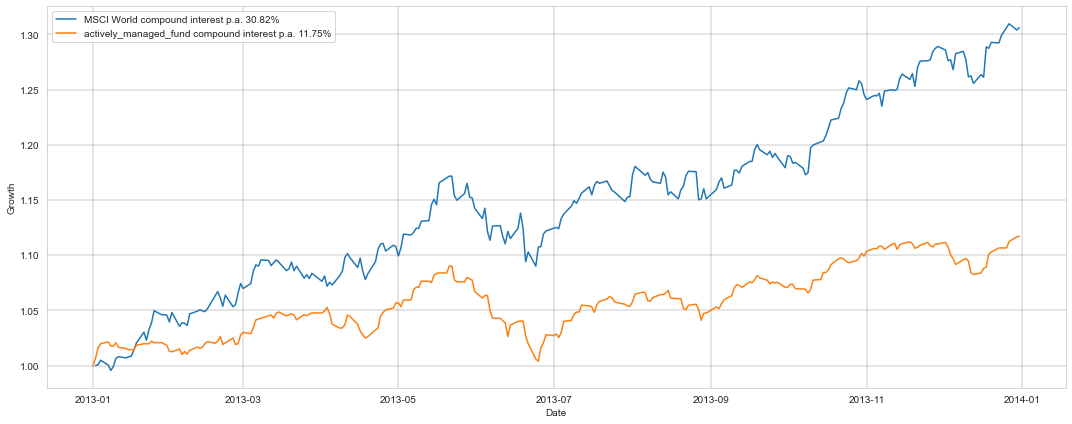 MSCI World compound interest p.a. 30.82%
actively_managed_fund compound interest p.a. 11.75%
1.30
1.25
1.20
1.15
1.10
1.05
1.00
Growth
2013-01 2013-03 2013-05 2013-07 2013-09 2013-11 2014-01
Date